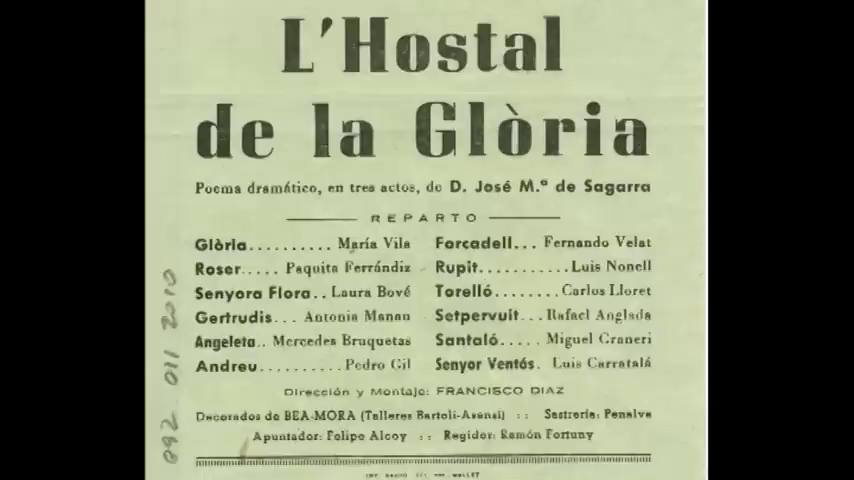 L'Hostal
de la Glòria
Poema dramático, en tres actos, de D. José M.ª de Sagarra
REPARTO
Glòria.......... María Vila
Roser..... Paquita Ferrándiz
Senyora Flora.. Laura Bové
Gertrudis... Antonia Manau
Angeleta.. Mercedes Bruquetas
Andreu.......... Pedro Gil
Forcadell... Fernando Velat
Rupit........... Luis Nonell
Torelló........ Carlos Lloret
Setpervuit... Rafael Anglada
Santaló..... Miguel Graneri
Senyor Ventós. Luis Carratalá
Dirección y Montaje: FRANCISCO DIAZ
Decorados de BEA-MORA (Talleres Bartolí-Asensi) :: Sastrería: Penalva
Apuntador: Felipe Alcoy :: Regidor: Ramón Fortuny
092 011 2010